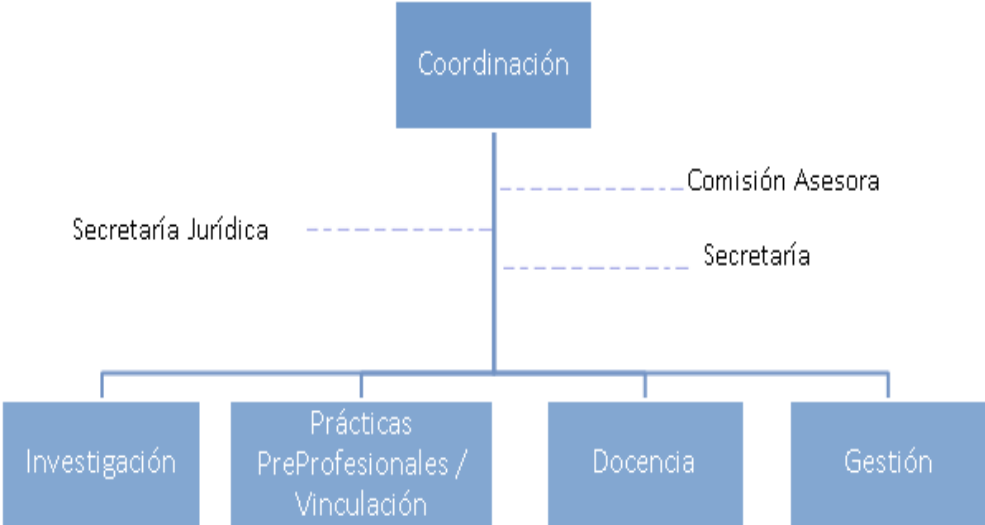 Coordinación
Comisión Asesora
Secretaría Jurídica
Secretaría
Investigación
Prácticas
PreProfesionales /
Vinculación
Docencia
Gestión